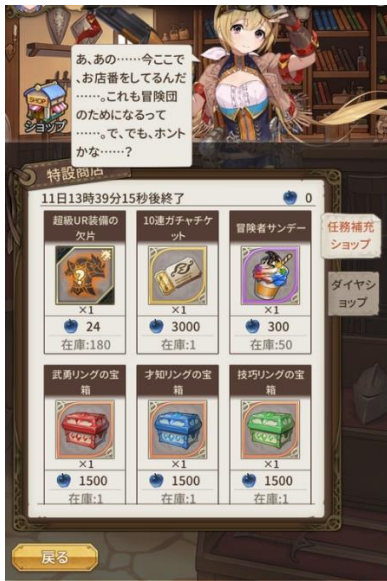 あ、あの……今ここで
、お店番をしてるんだ
……。これも冒険団
のためになるって
……。で、でも、ホント
かな……?
SHOP
ショップ
特設商店
11日13時39分15秒後終了
0
超級UR装備の
欠片
×1
24
在庫:180
10連ガチャチケ
ット
×1
3000
在庫:1
冒険者サンデー
×1
300
在庫:50
任務補充
ショップ
ダイヤシ
ョップ
武勇リングの宝
箱
×1
1500
在庫:1
才知リングの宝
箱
×1
1500
在庫:1
技巧リングの宝
箱
×1
1500
在庫:1
戻る